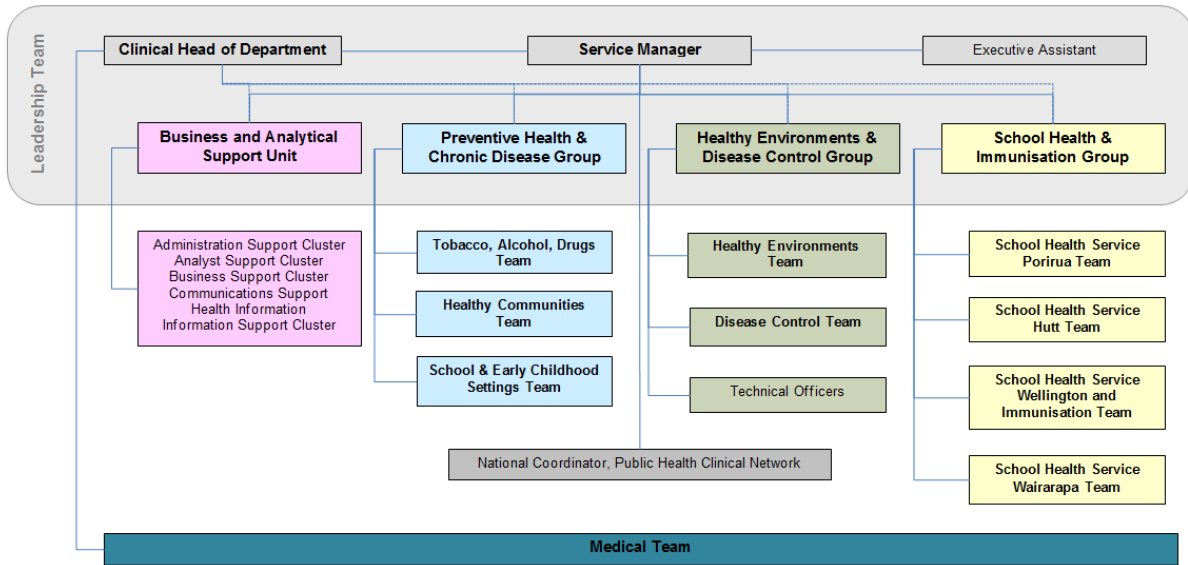 Leadership Team
Clinical Head of Department
Service Manager
Executive Assistant
Business and Analytical
Support Unit
Preventive Health &
Chronic Disease Group
Healthy Environments &
Disease Control Group
School Health &
Immunisation Group
Administration Support Cluster
Analyst Support Cluster
Business Support Cluster
Communications Support
Health Information
Information Support Cluster
Tobacco, Alcohol, Drugs
Team
Healthy Communities
Team
School & Early Childhood
Settings Team
Healthy Environments
Team
Disease Control Team
Technical Officers
School Health Service
Porirua Team
School Health Service
Hutt Team
School Health Service
Wellington and
Immunisation Team
School Health Service
Wairarapa Team
National Coordinator, Public Health Clinical Network
Medical Team